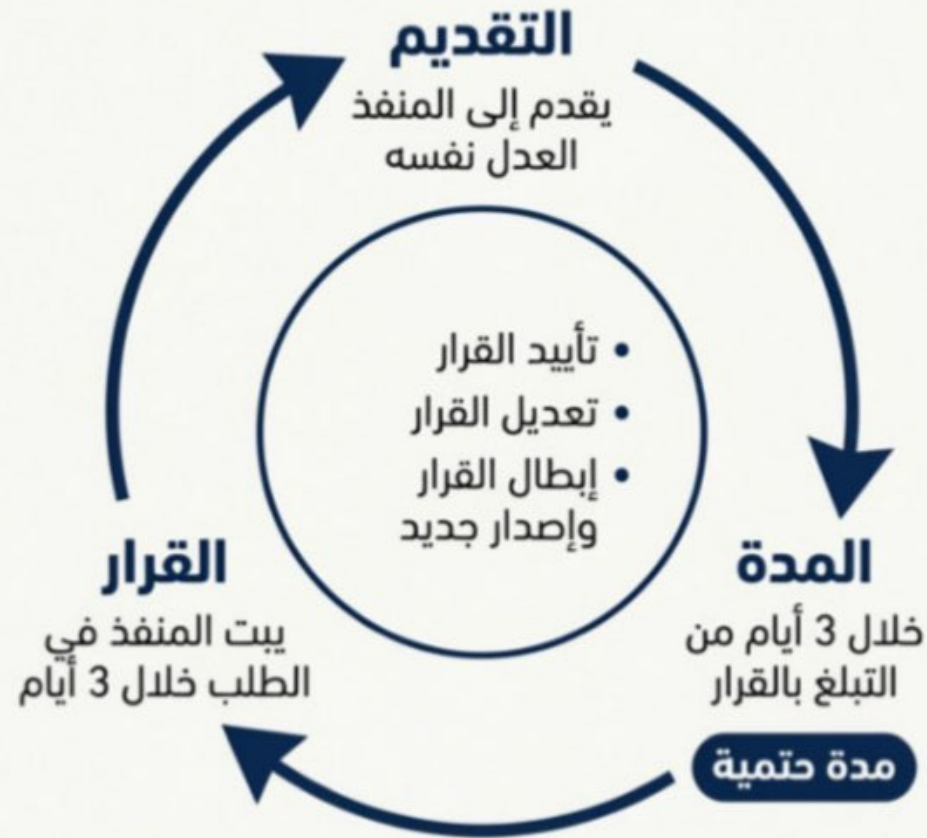 التقديم
يقدم إلى المنفذ
العدل نفسه
المدة
خلال 3 أيام من
التبلغ بالقرار
مدة حتمية
القرار
يبت المنفذ في
الطلب خلال 3 أيام
• تأييد القرار
• تعديل القرار
• إبطال القرار
وإصدار جديد